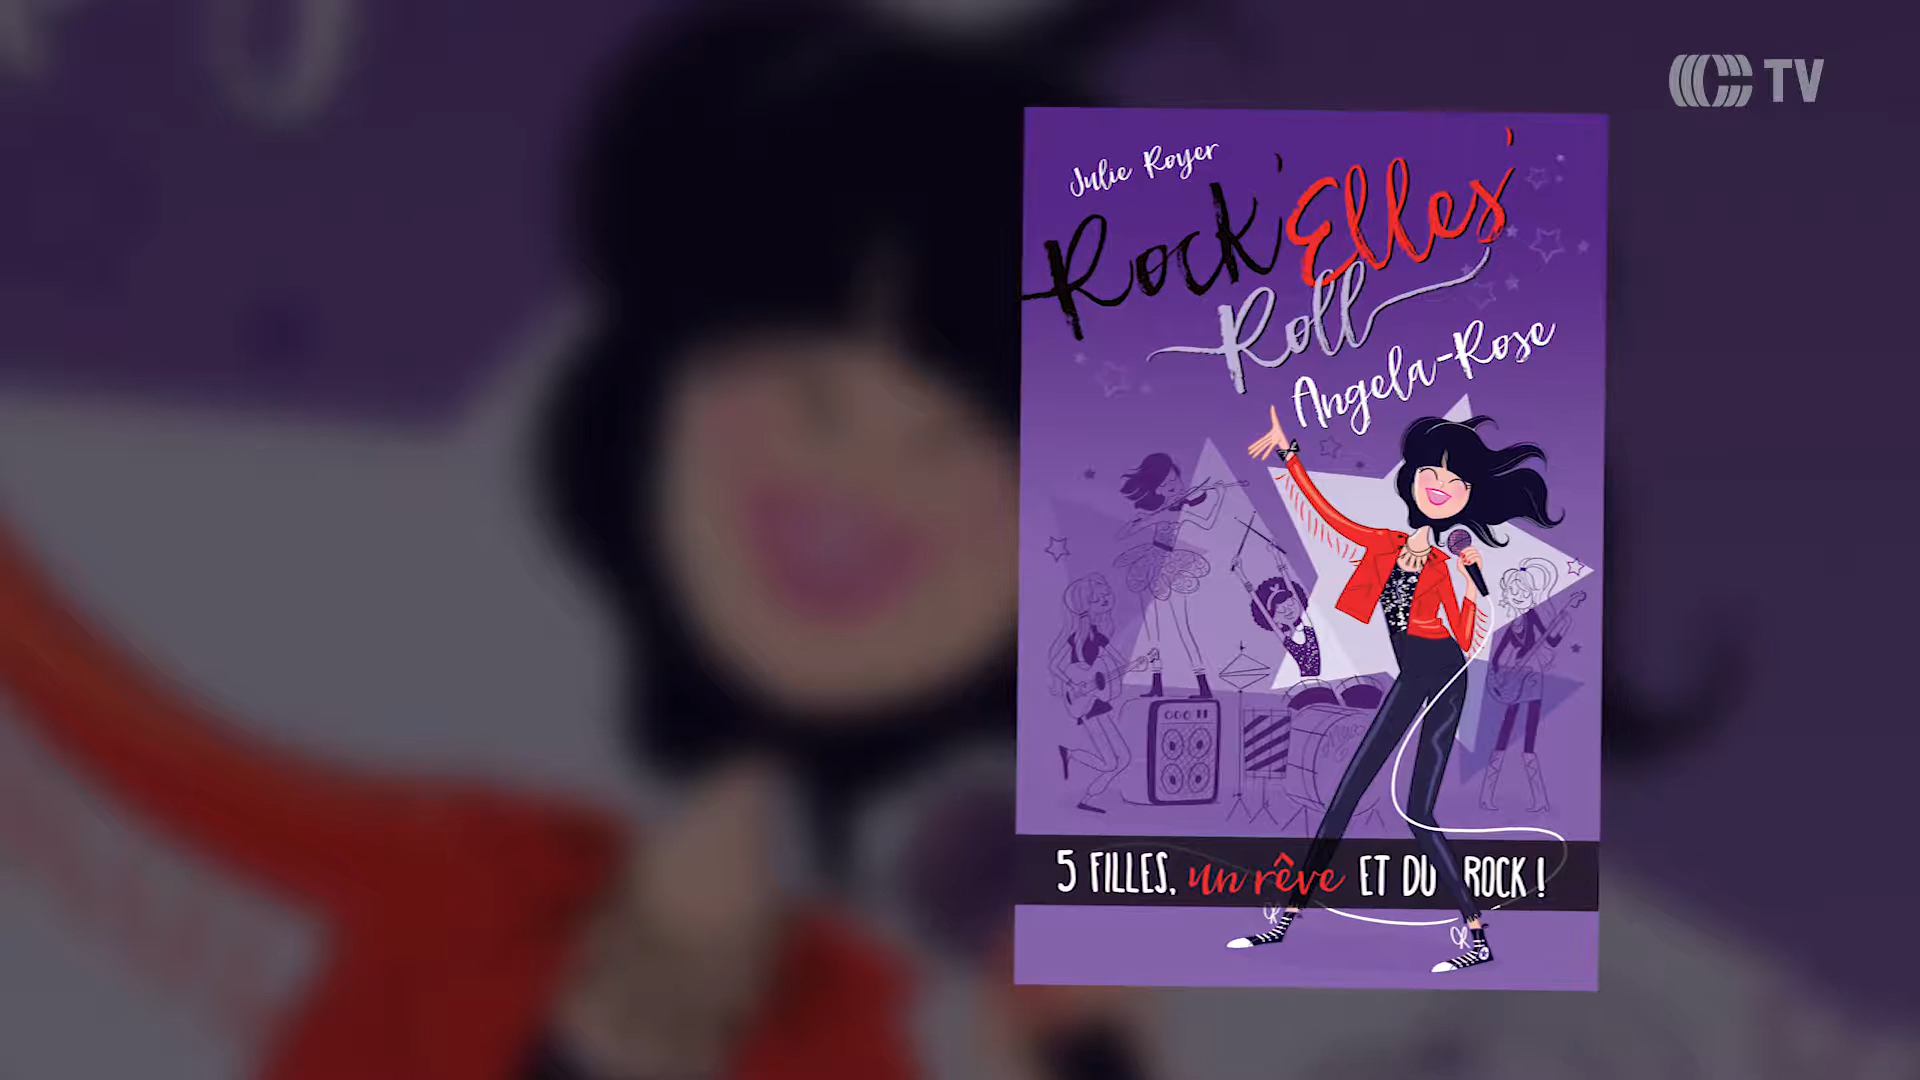 TV
Julie Royer
Rock'Elles'
Roll
Angela-Rose
5 FILLES, un rêve ET DU ROCK !